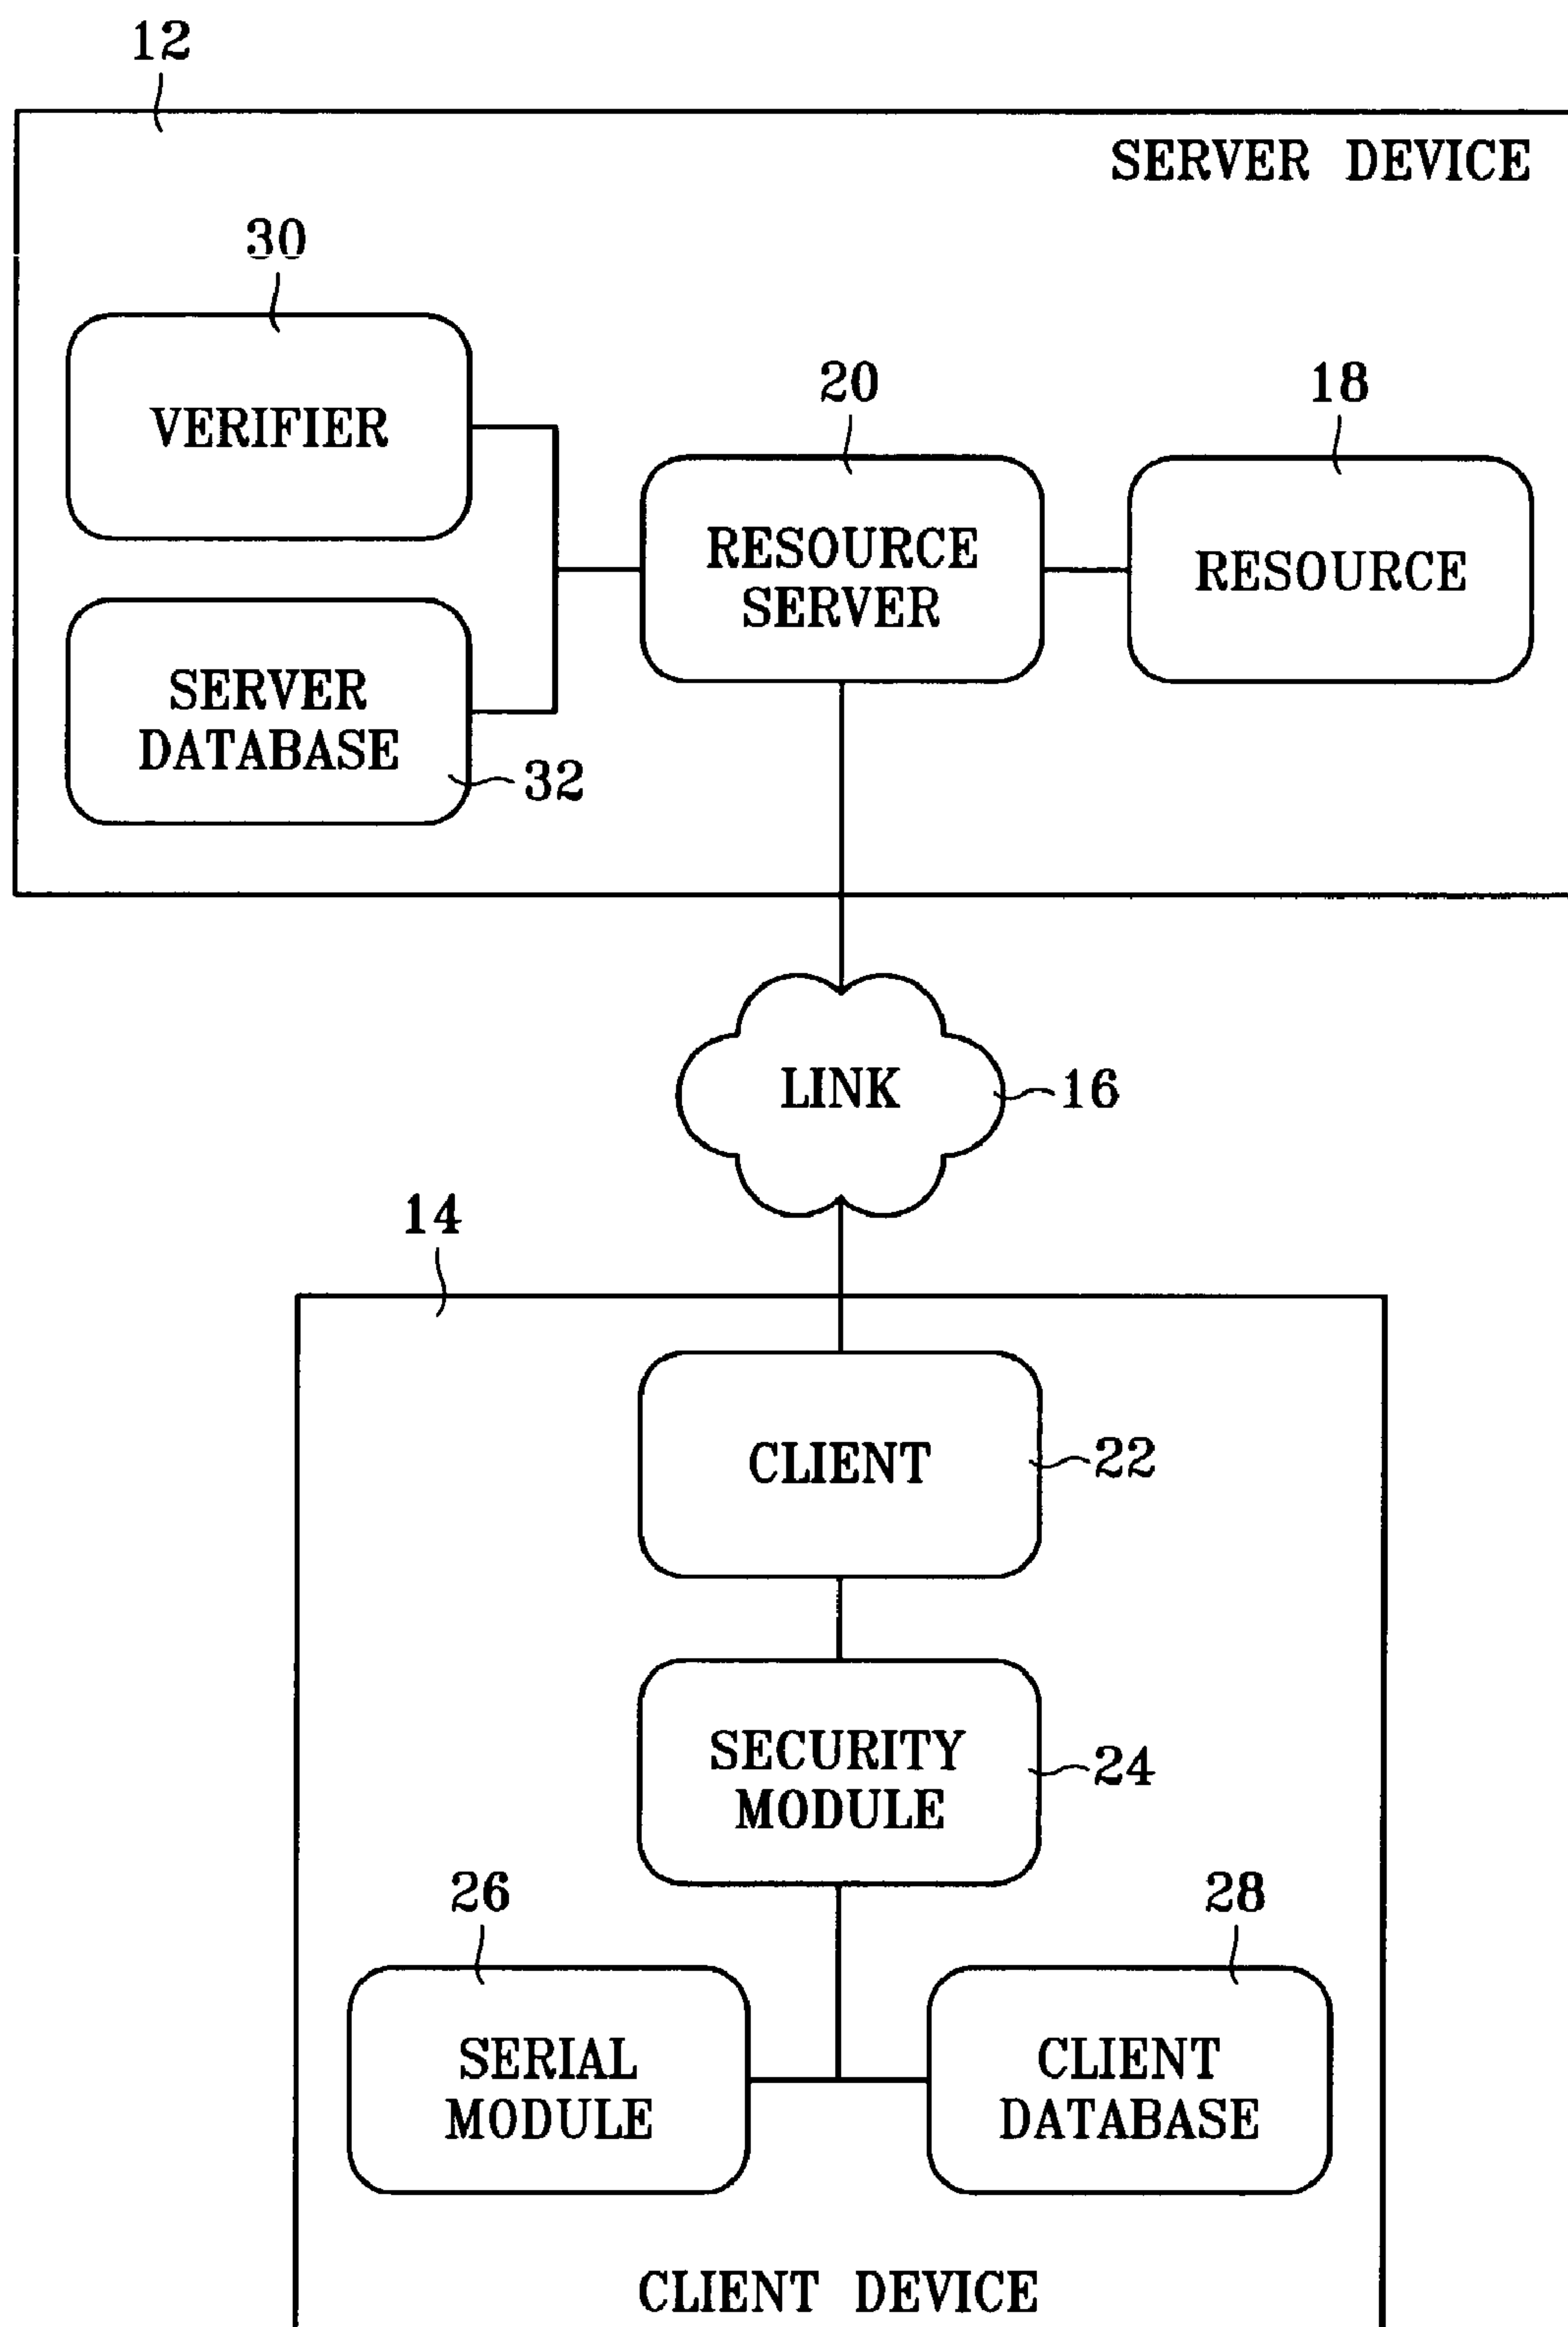 12
SERVER DEVICE
30
VERIFIER
20
18
RESOURCE
SERVER
RESOURCE
SERVER
DATABASE
32
LINK
16
14
CLIENT
22
SECURITY
MODULE
24
26
28
SERIAL
MODULE
CLIENT
DATABASE
CLIENT DEVICE